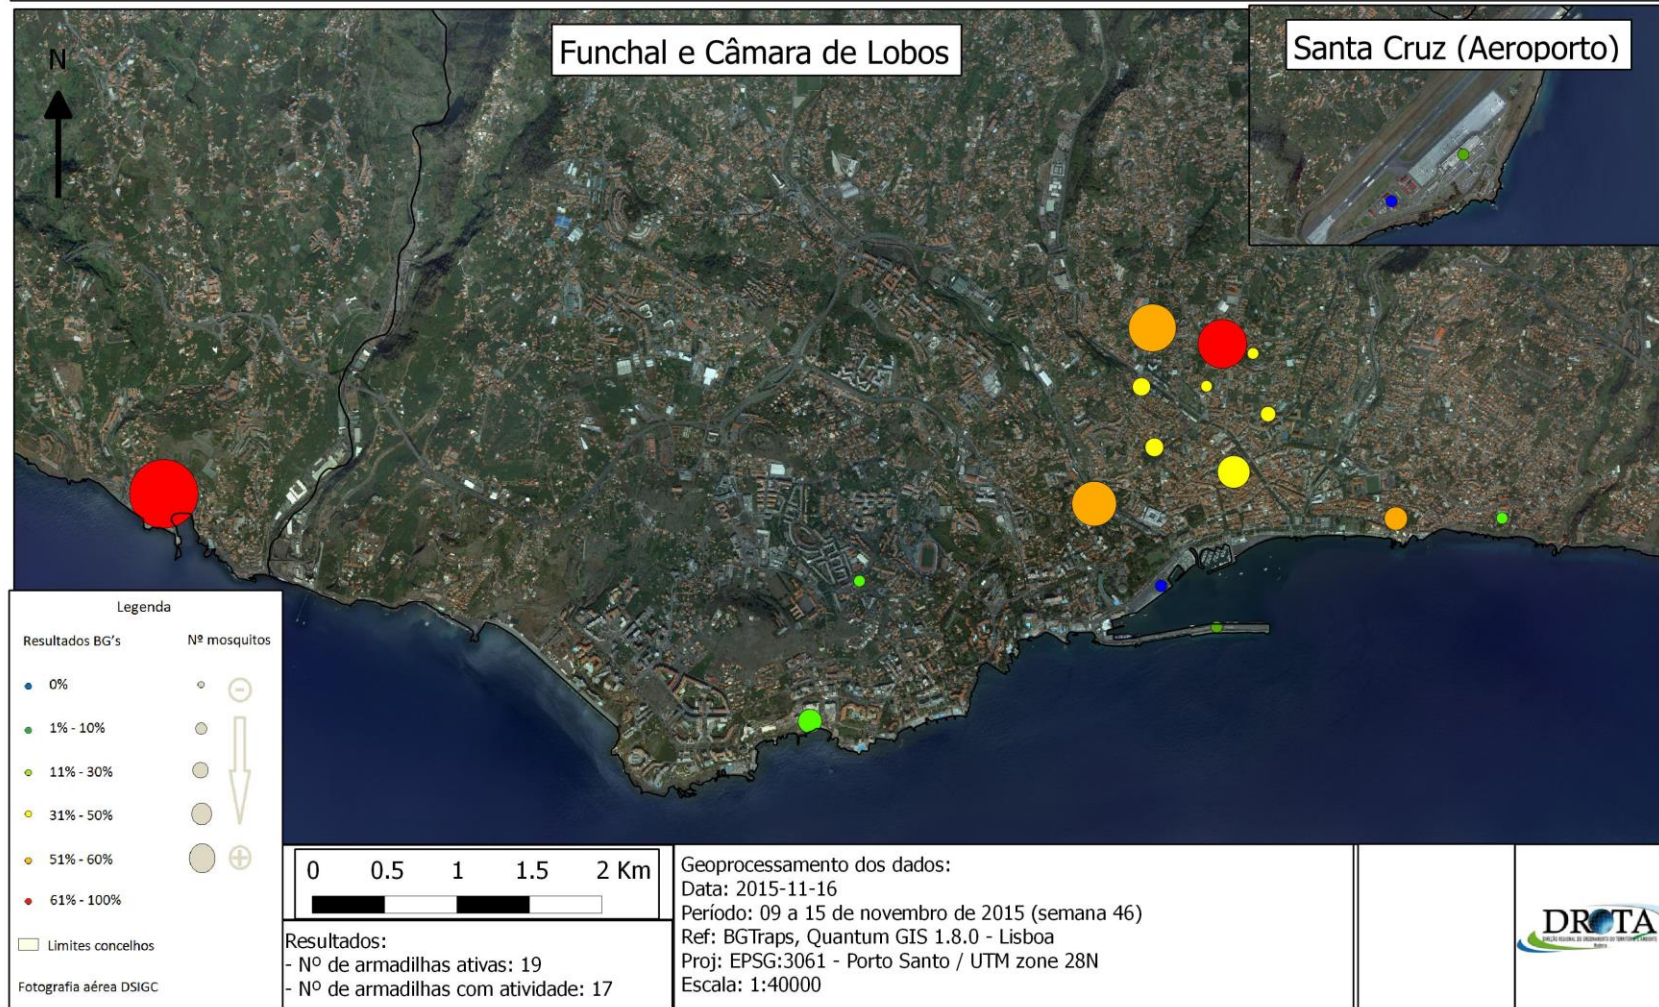 Funchal e Câmara de Lobos
Santa Cruz (Aeroporto)
N
Legenda
Resultados BG's
Nº mosquitos
0%
1% - 10%
11% - 30%
31% - 50%
51% - 60%
61% - 100%
Limites concelhos
Fotografia aérea DSIGC
0 0.5 1 1.5 2 Km
Resultados:
- Nº de armadilhas ativas: 19
- Nº de armadilhas com atividade: 17
Geoprocessamento dos dados:
Data: 2015-11-16
Período: 09 a 15 de novembro de 2015 (semana 46)
Ref: BGTraps, Quantum GIS 1.8.0 - Lisboa
Proj: EPSG:3061 - Porto Santo / UTM zone 28N
Escala: 1:40000
DROTA